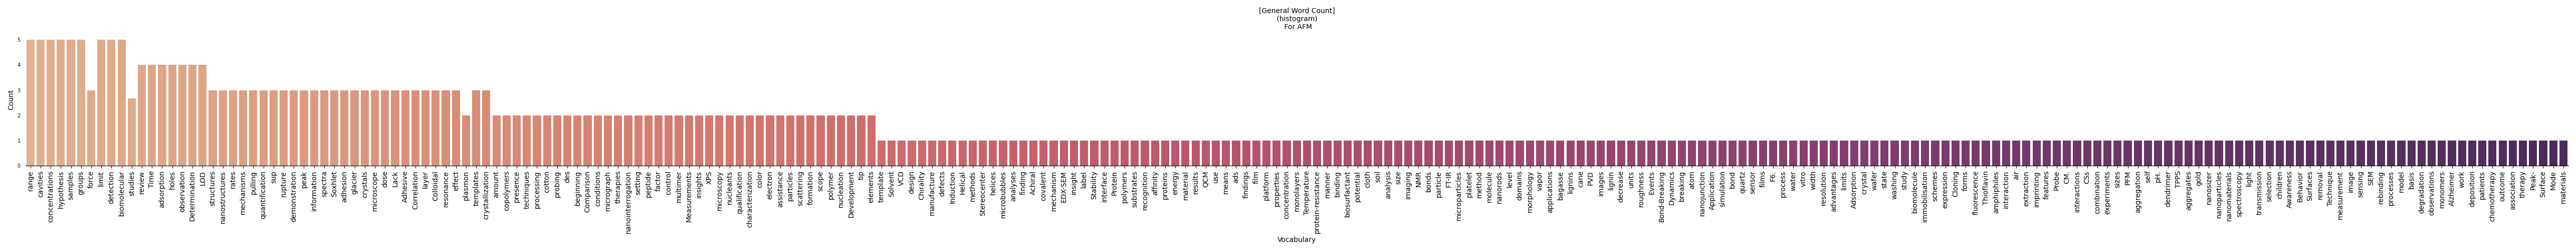 [General Word Count]
(histogram)
For AFM
Count
5
4
3
2
1
0
range
cavities
concentrations
hypothesis
samples
groups
force
limit
detection
biomolecular
studies
review
Time
adsorption
holes
observation
Determination
LOD
structures
nanostructures
rates
mechanisms
pulling
quantification
sup
rupture
demonstration
peak
information
spectra
Soxhlet
adhesion
glacier
crystals
microscope
dose
Lack
Adhesive
Correlation
layer
Colloidal
resonance
effect
plasmon
templates
crystallization
amount
copolymers
presence
techniques
processing
cotton
probing
des
beginning
Comparison
conditions
micrograph
therapies
nanointerrogation
setting
peptide
factor
control
multimer
Measurements
insights
XPS
microscopy
nucleants
qualification
characterization
color
electron
assistance
particles
scattering
formation
scope
polymer
nucleation
Development
tip
elements
template
Solvent
VCD
design
Chirality
manufacture
defects
Induction
Helical
methods
Stereocenter
helices
microbubbles
analyses
finding
Achiral
covalent
mechanism
EDX-SEM
insight
label
Stability
interface
Protein
polymers
substrates
recognition
affinity
proteins
energy
material
results
QCM
use
means
ads
findings
film
platform
properties
concentration
monolayers
Temperature
protein-resistance
channel
binding
biosurfactant
potential
cloth
soil
analysis
size
imaging
NMR
lands
particle
FT-IR
microparticles
platelet
method
molecule
nanorods
level
domains
morphology
vapor
applications
bagasse
lignin
cane
PVD
images
decrease
units
roughness
Events
Bond-Breaking
Dynamics
breaking
atom
nanojunction
Application
simulation
bond
quartz
sensor
films
F6.
process
water
vitro
width
resolution
advantages
limits
Adsorption
crystal
wafer
state
washing
study
biomolecule
immobilisation
schemes
expression
Cloning
forms
fluorescence
Thioflavin
amphiphiles
interaction
air
extraction
imprinting
features
Probe
CM.
interactions
CSs
combination
experiments
sizes
PFM
aggregation
self
pH.
dendrimer
TPPS
aggregates
gold
nanosizer
nanoparticles
nanomaterials
spectroscopy
light
transmission
selection
children
Awareness
Behavior
Surfaces
removal
Technique
measurement
image
sensing
SEM
rebinding
processes
model
basis
degradation
observations
monomers
Alzheimer
work
deposition
patients
chemotherapy
outcome
association
therapy
Peak-
Surface
Mode
materials
Vocabulary